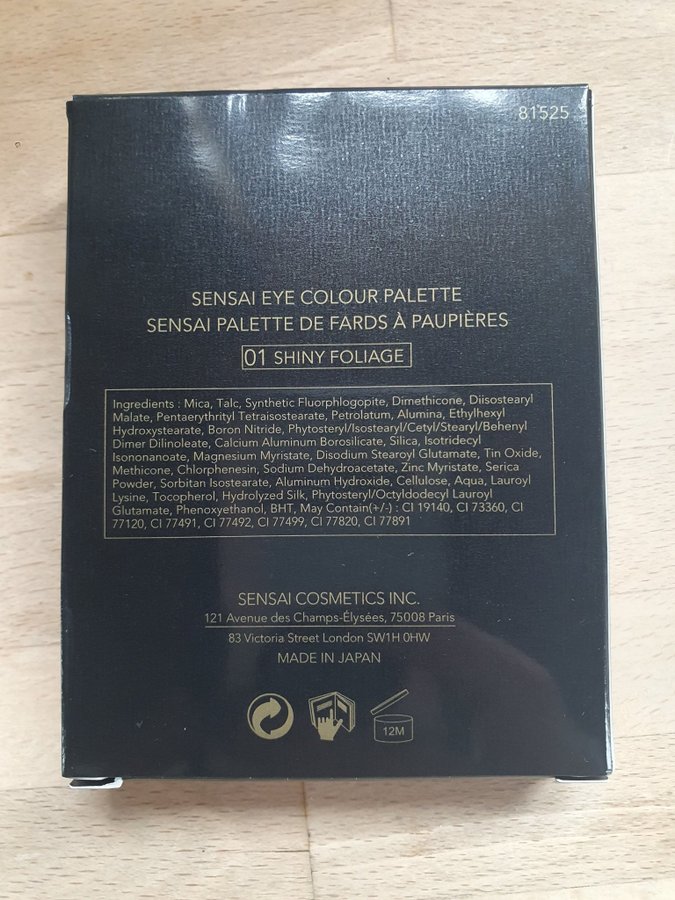 81525
SENSAI EYE COLOUR PALETTE
SENSAI PALETTE DE FARDS À PAUPIÈRES
01 SHINY FOLIAGE
Ingredients : Mica, Talc, Synthetic Fluorphlogopite, Dimethicone, Diisostearyl
Malate, Pentaerythrityl Tetraisostearate, Petrolatum, Alumina, Ethylhexyl
Hydroxystearate, Boron Nitride, Phytosteryl/Isostearyl/Cetyl/Stearyl/Behenyl
Dimer Dilinoleate, Calcium Aluminum Borosilicate, Silica, Isotridecyl
Isononanoate, Magnesium Myristate, Disodium Stearoyl Glutamate, Tin Oxide,
Methicone, Chlorphenesin, Sodium Dehydroacetate, Zinc Myristate, Serica
Powder, Sorbitan Isostearate, Aluminum Hydroxide, Cellulose, Aqua, Lauroyl
Lysine, Tocopherol, Hydrolyzed Silk, Phytosteryl/Octyldodecyl Lauroyl
Glutamate, Phenoxyethanol, BHT, May Contain(+/-) : CI 19140, CI 73360, CI
77120, CI 77491, CI 77492, CI 77499, CI 77820, CI 77891
SENSAI COSMETICS INC.
121 Avenue des Champs-Élysées, 75008 Paris
83 Victoria Street London SW1H 0HW
MADE IN JAPAN
12M